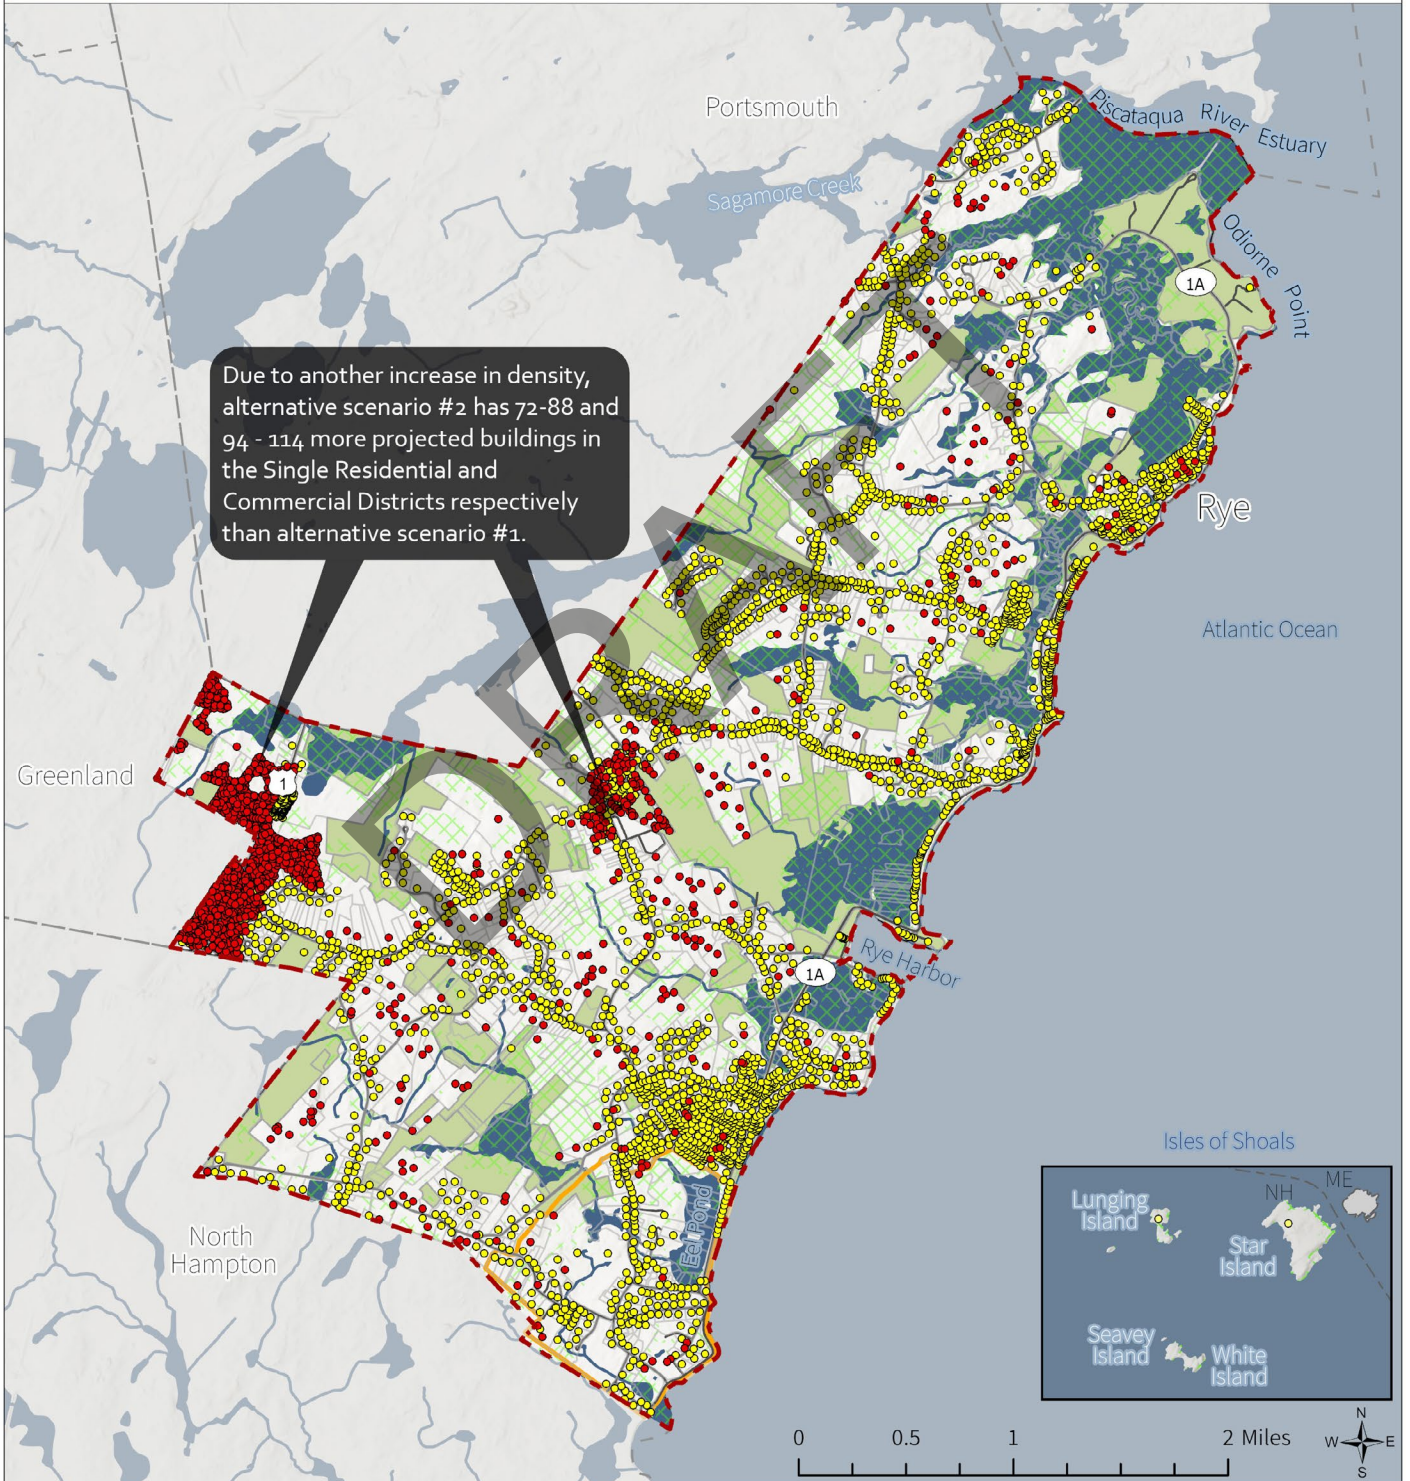 Portsmouth
Piscataqua River Estuary
Sagamore Creek
Odiorne Point
1A
Due to another increase in density,
alternative scenario #2 has 72-88 and
94 - 114 more projected buildings in
the Single Residential and
Commercial Districts respectively
than alternative scenario #1.
Rye
Atlantic Ocean
DRAFT
Greenland
1
Rye Harbor
1A
Isles of Shoals
ME
NH
Lunging
Island
Star
Island
Eel Pond
North
Hampton
Seavey
Island
White
Island
0 0.5 1 2 Miles
N
W E
S